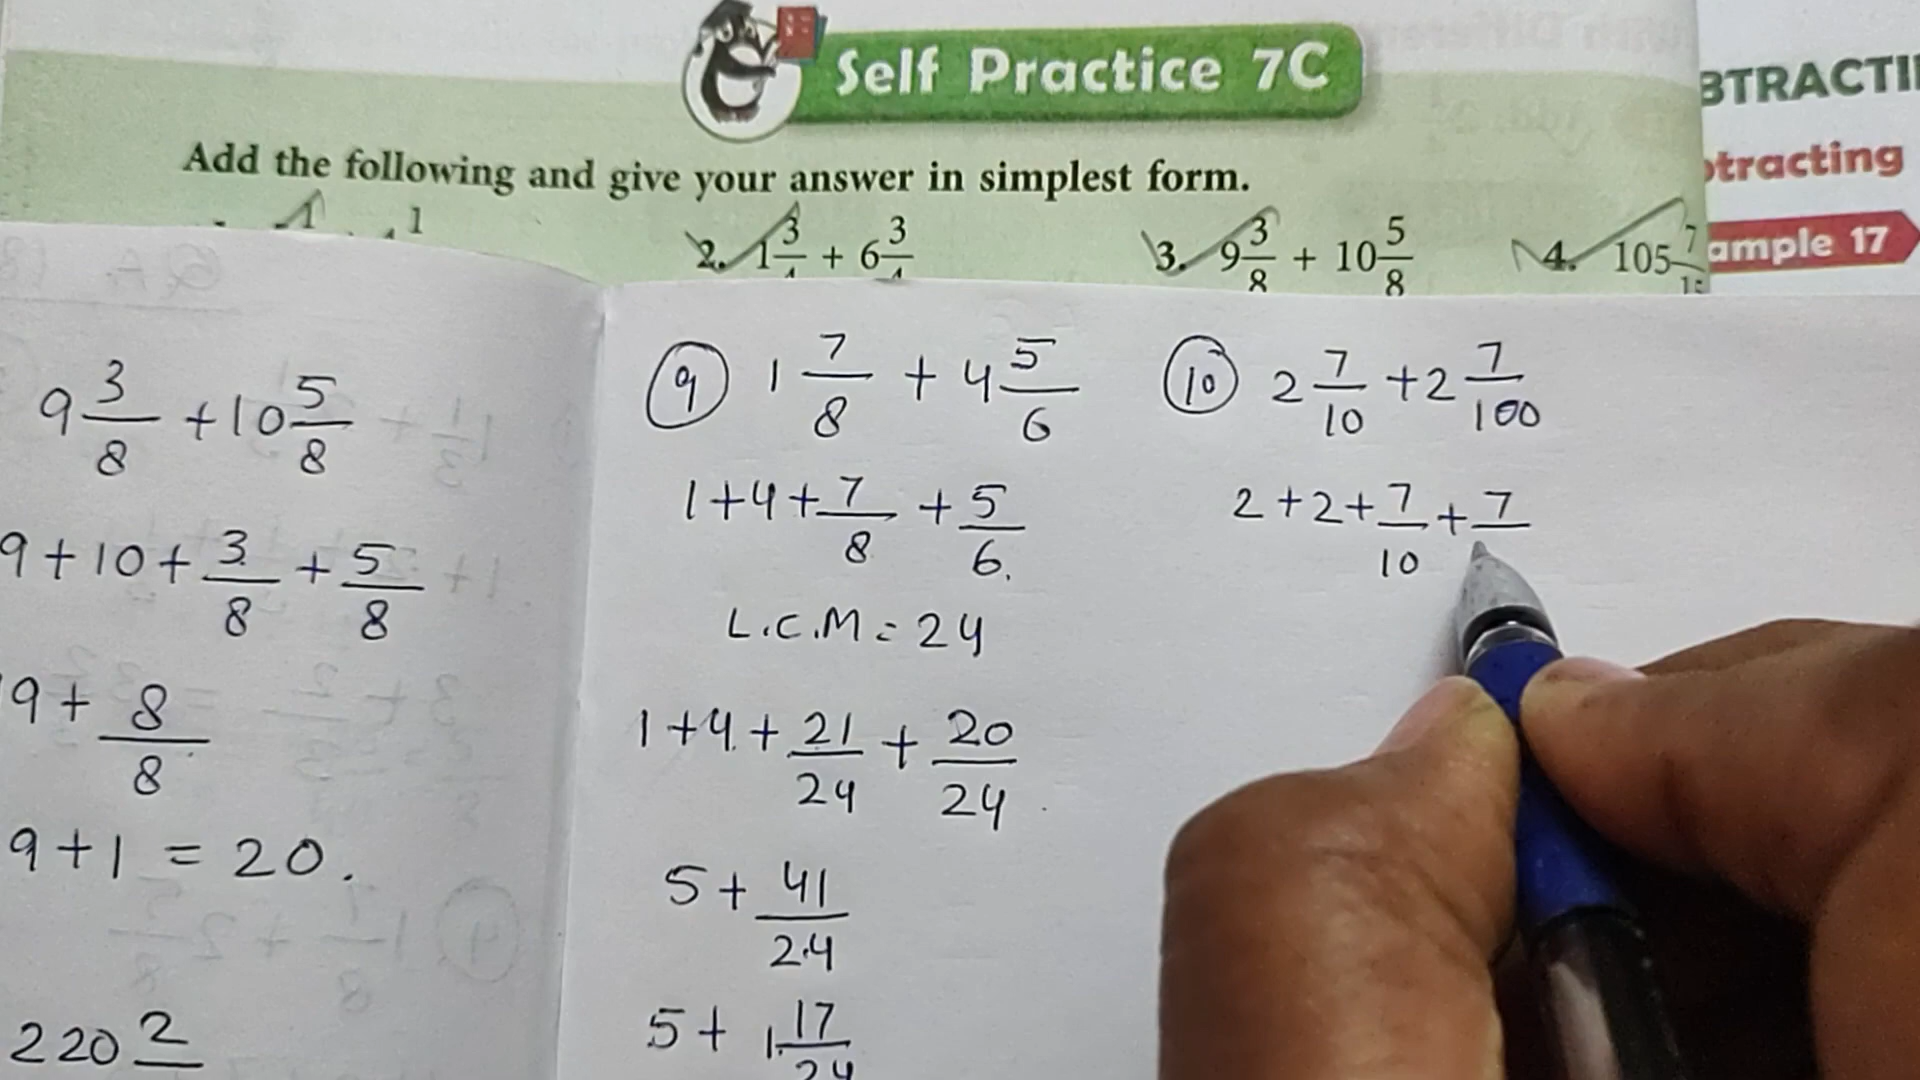 Self Practice 7C
BTRACTI
tracting
ample 17
Add the following and give your answer in simplest form.
2. 1 3/4 + 6 3/4
3. 9 3/8 + 10 5/8
4. 105 7/15
9 3/8 + 10 5/8
9 + 10 + 3/8 + 5/8
19 + 8/8
9 + 1 = 20.
220 2
9 1 7/8 + 4 5/6
1 + 4 + 7/8 + 5/6.
L.C.M = 24
1 + 4 + 21/24 + 20/24
5 + 41/24
5 + 1 17/24
10 2 7/10 + 2 7/100
2 + 2 + 7/10 + 7